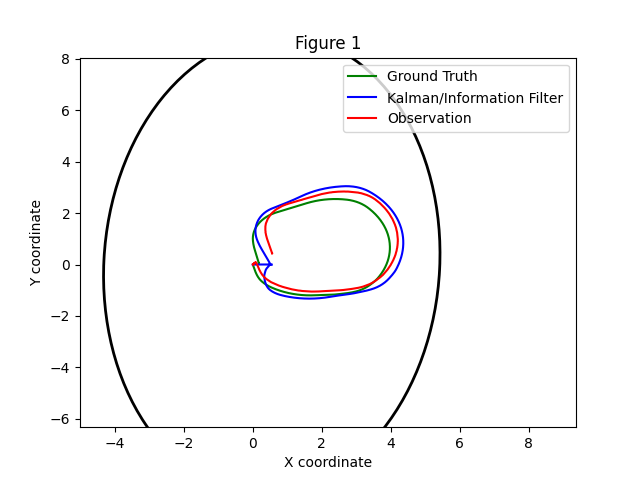 Figure 1
Ground Truth
Kalman/Information Filter
Observation
8
6
4
2
0
−2
−4
−6
Y coordinate
−4 −2 0 2 4 6 8
X coordinate